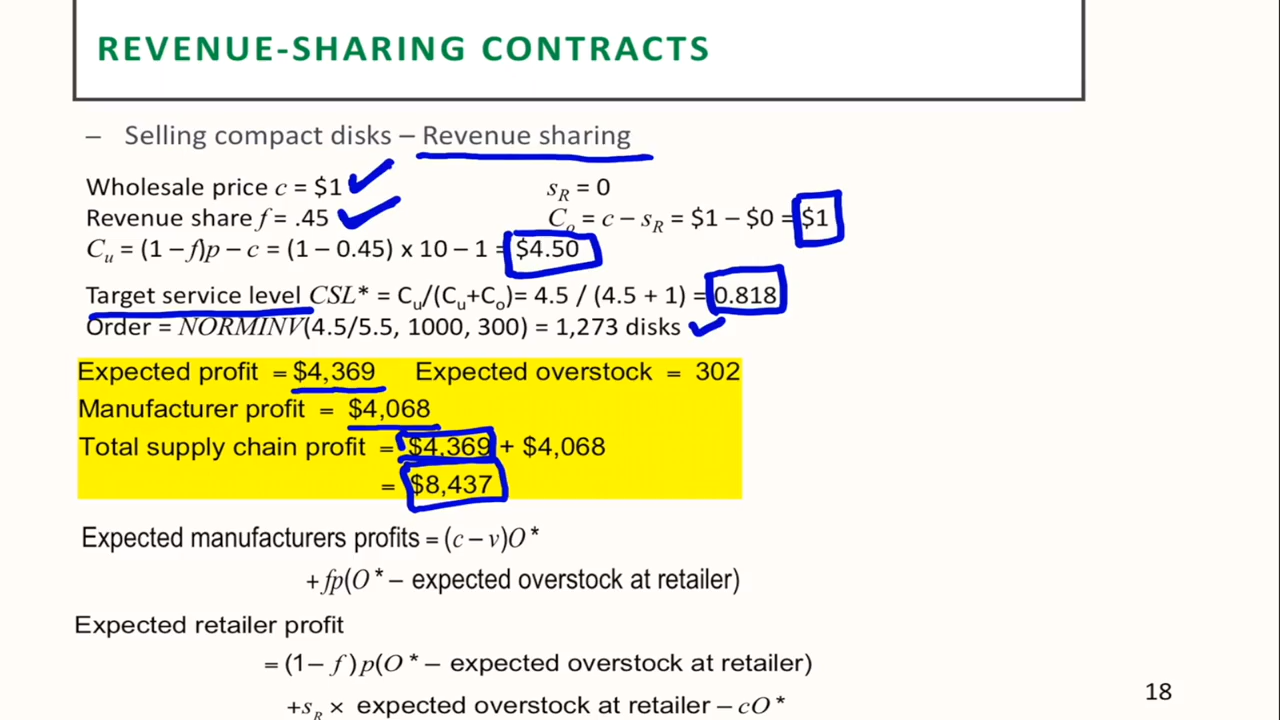 REVENUE-SHARING CONTRACTS
– Selling compact disks – Revenue sharing
Wholesale price c = $1
Revenue share f = .45
s_R = 0
C_o = c – s_R = $1 – $0 = $1
C_u = (1 – f)p – c = (1 – 0.45) x 10 – 1 = $4.50
Target service level CSL* = C_u/(C_u+C_o)= 4.5 / (4.5 + 1) = 0.818
Order = NORMINV(4.5/5.5, 1000, 300) = 1,273 disks
Expected profit = $4,369 Expected overstock = 302
Manufacturer profit = $4,068
Total supply chain profit = $4,369 + $4,068
= $8,437
Expected manufacturers profits = (c – v)O*
+ fp(O* – expected overstock at retailer)
Expected retailer profit
= (1– f)p(O* – expected overstock at retailer)
+s_R × expected overstock at retailer – cO*
18